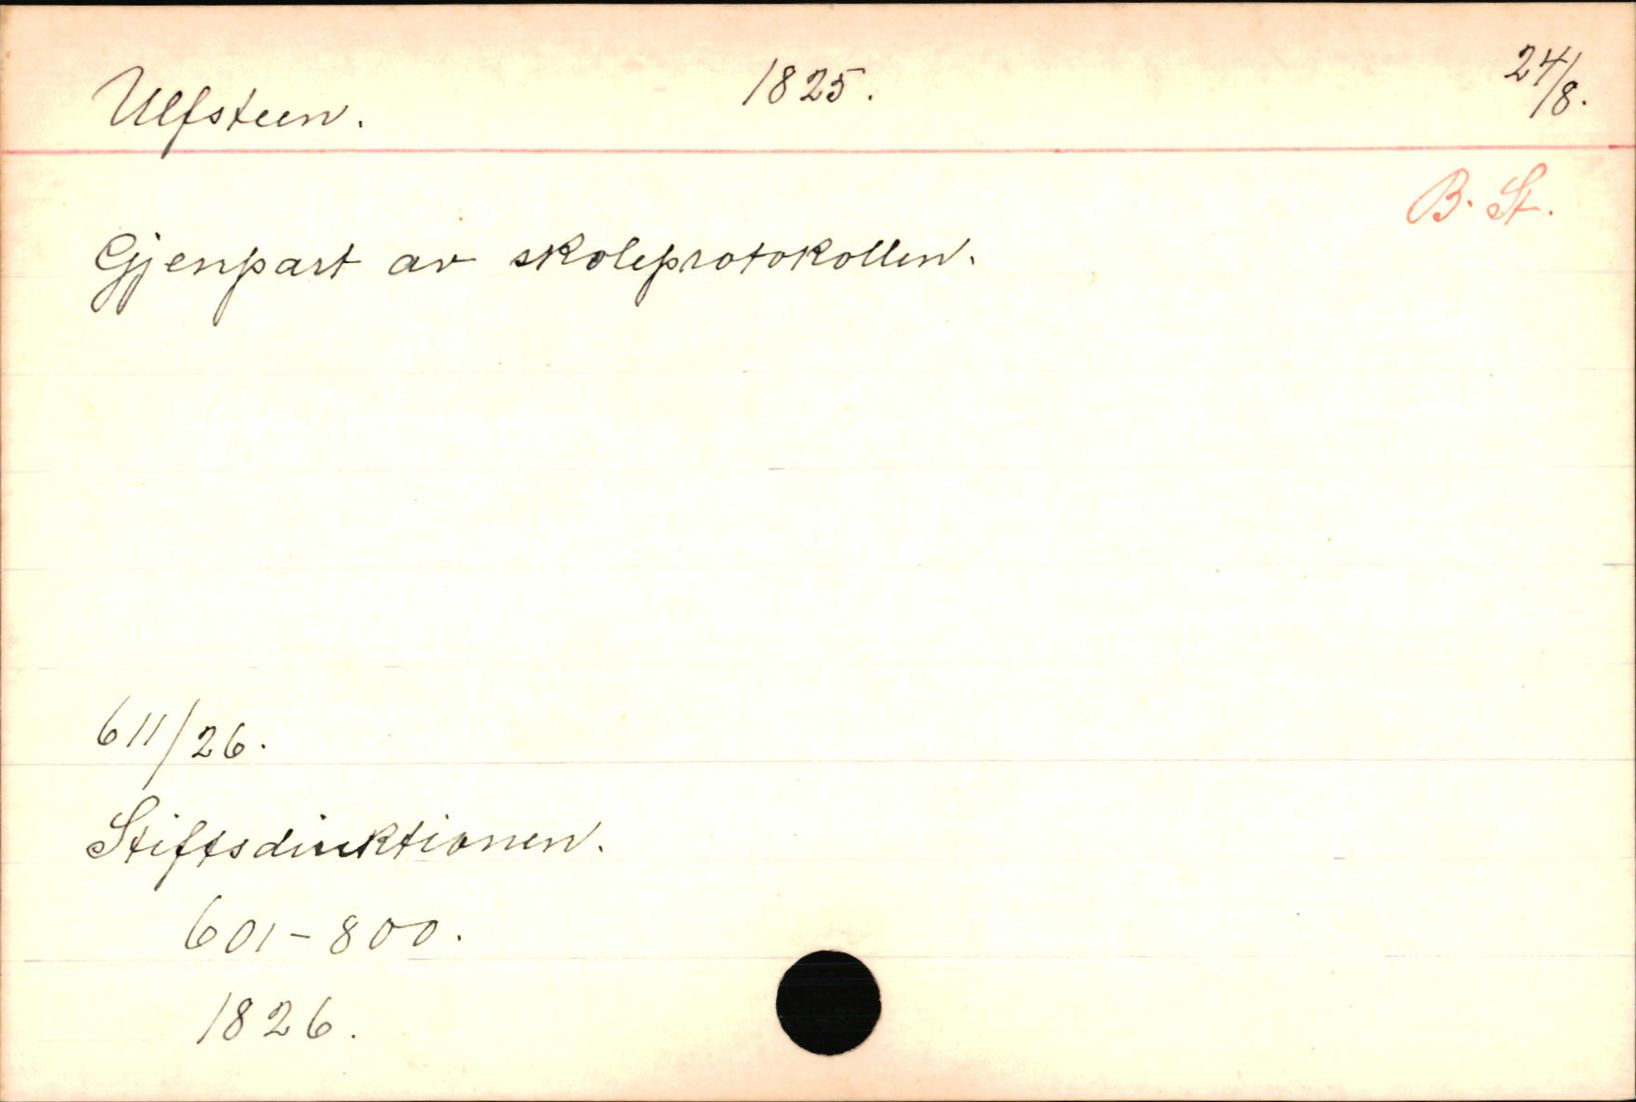 Ulfsteen. 1825. 24/8.
B. St.
Gjenpart av skoleprotokollen.
611/26.
Stiftsdirektionen.
601-800.
1826.